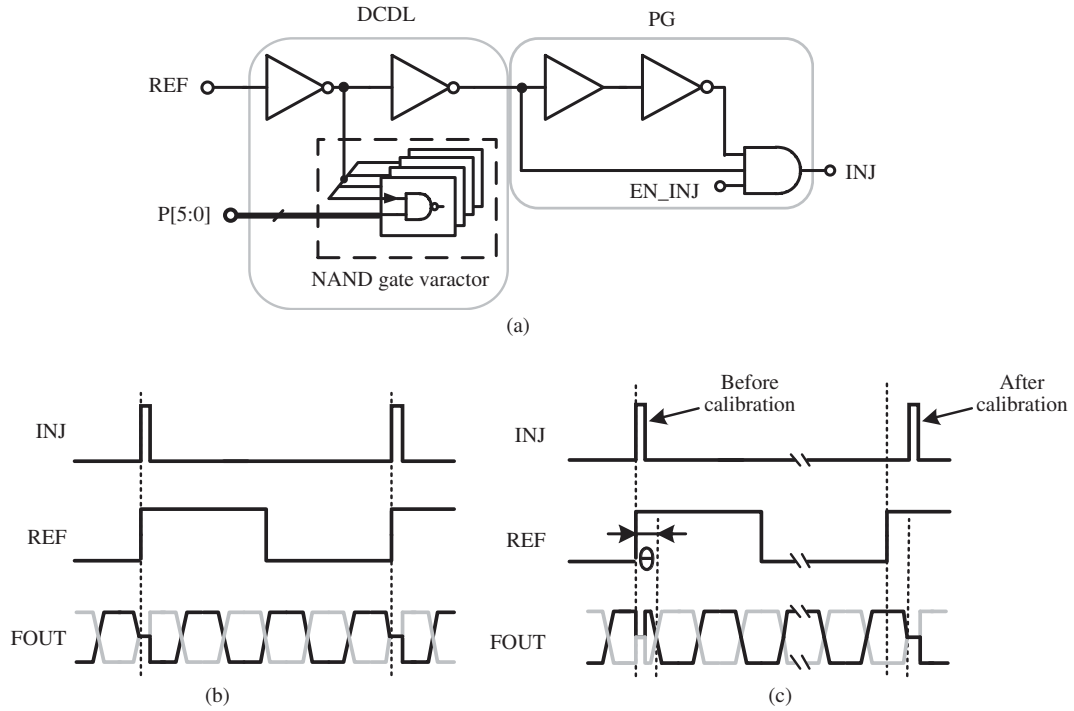 DCDL
PG
REF
P[5:0]
NAND gate varactor
EN_INJ
INJ
(a)
INJ
REF
FOUT
(b)
Before
calibration
After
calibration
INJ
REF
θ
FOUT
(c)